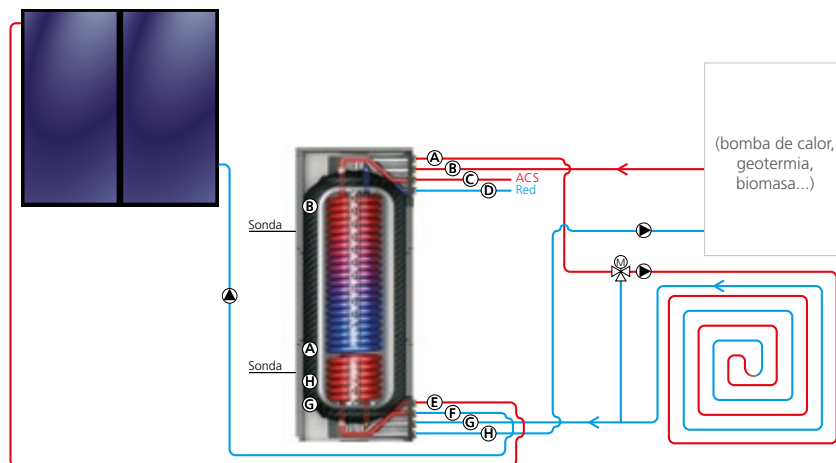 (bomba de calor,
geotermia,
biomasa...)
A
B
C ACS
D Red
B
Sonda
M
A
Sonda
H
G
E
F
G
H